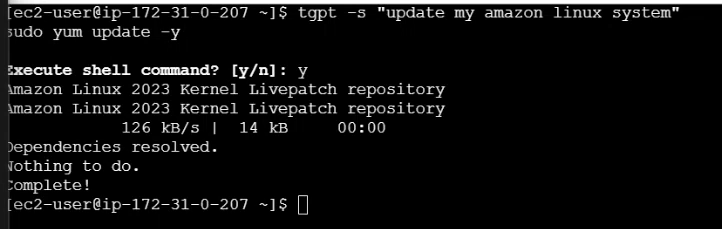 [ec2-user@ip-172-31-0-207 ~]$ tgpt -s "update my amazon linux system"
sudo yum update -y
Execute shell command? [y/n]: y
Amazon Linux 2023 Kernel Livepatch repository
Amazon Linux 2023 Kernel Livepatch repository
126 kB/s | 14 kB 00:00
Dependencies resolved.
Nothing to do.
Complete!
[ec2-user@ip-172-31-0-207 ~]$